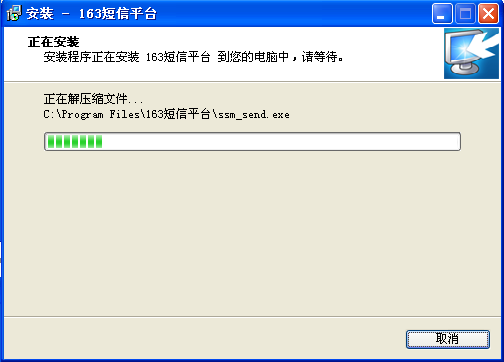 安装 - 163短信平台
正在安装
安装程序正在安装 163短信平台 到您的电脑中，请等待。
正在解压缩文件...
C:\Program Files\163短信平台\ssm_send.exe
取消